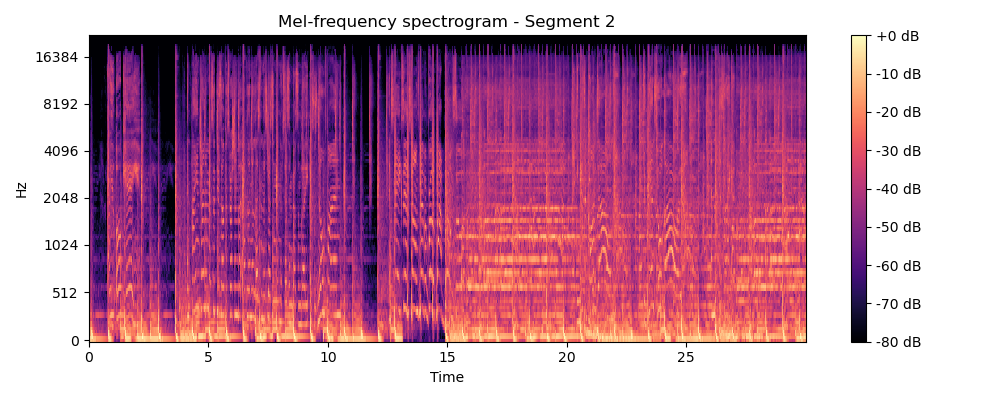 Mel-frequency spectrogram - Segment 2
Hz
16384
8192
4096
2048
1024
512
0
0 5 10 15 20 25
Time
+0 dB
-10 dB
-20 dB
-30 dB
-40 dB
-50 dB
-60 dB
-70 dB
-80 dB